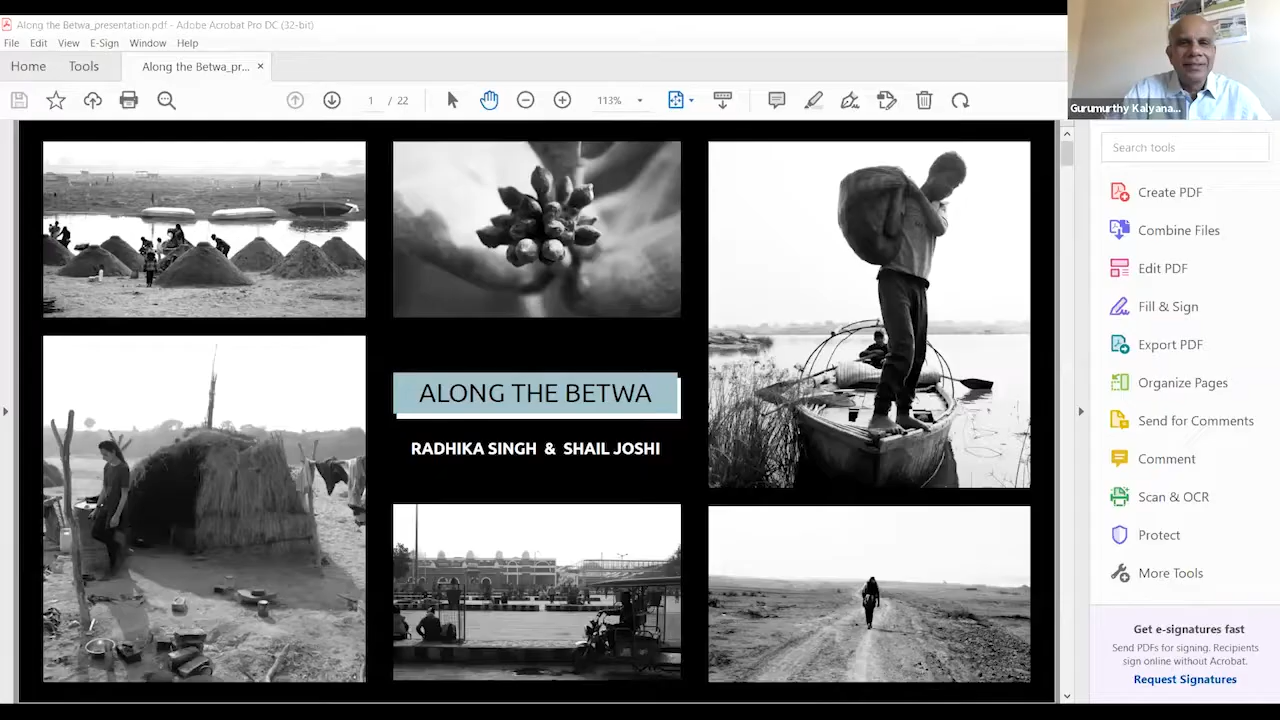 Along the Betwa_presentation.pdf - Adobe Acrobat Pro DC (32-bit)
File Edit View E-Sign Window Help
Home Tools Along the Betwa_pr... ×
1 / 22 113%
Gurumurthy Kalyana...
Search tools
Create PDF
Combine Files
Edit PDF
Fill & Sign
Export PDF
Organize Pages
Send for Comments
Comment
Scan & OCR
Protect
More Tools
Get e-signatures fast
Send PDFs for signing. Recipients
sign online without Acrobat.
Request Signatures
ALONG THE BETWA
RADHIKA SINGH & SHAIL JOSHI